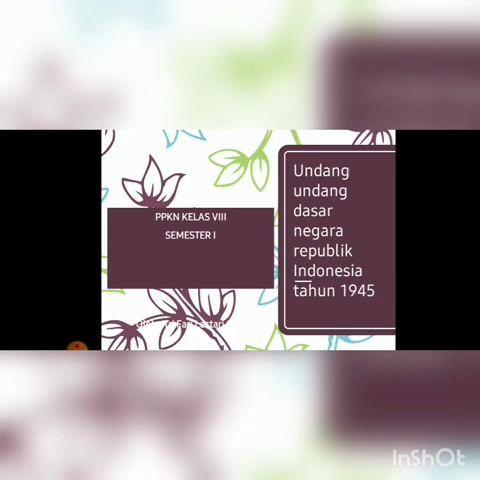 PPKN KELAS VIII
SEMESTER I
Undang
undang
dasar
negara
republik
Indonesia
tahun 1945
InShOt